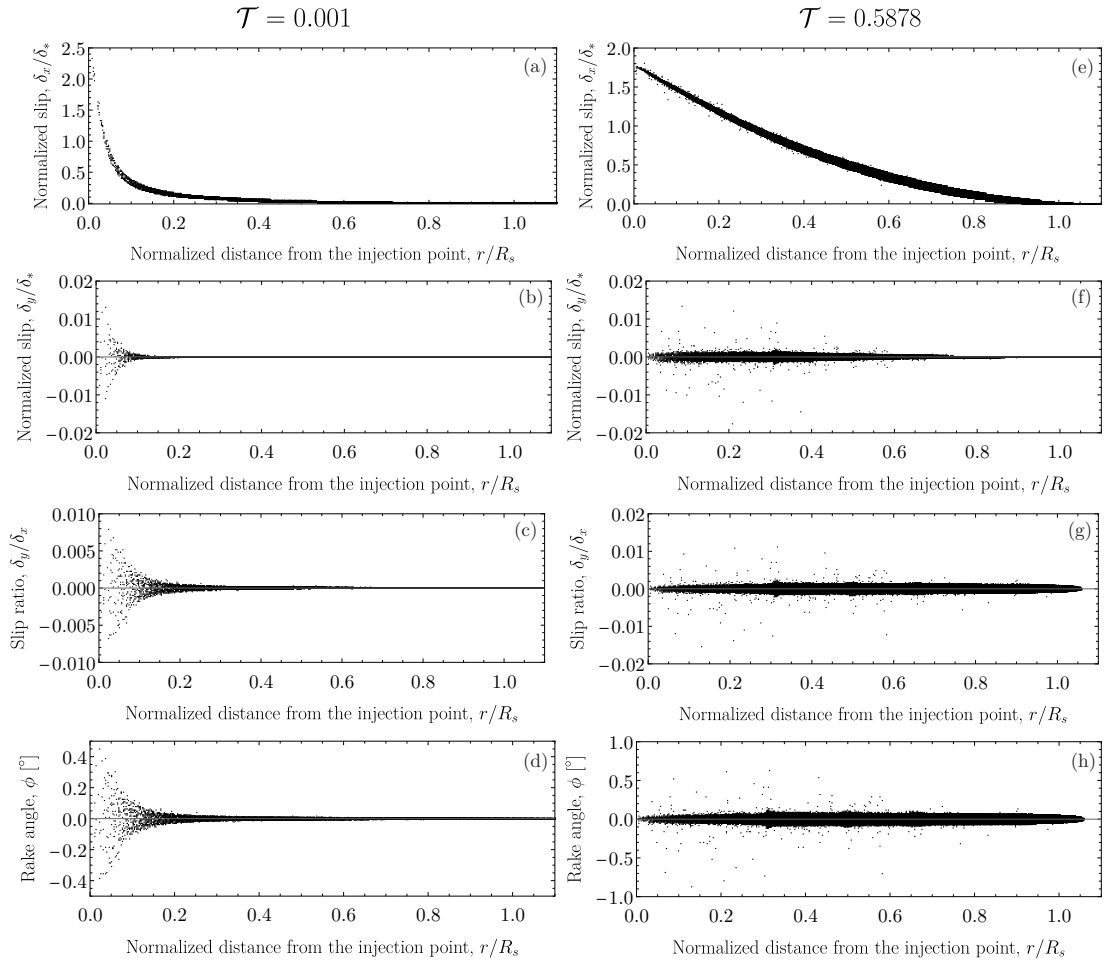 𝒯 = 0.001
(a)
Normalized slip, δₓ/δ∗
2.5
2.0
1.5
1.0
0.5
0.0
0.0 0.2 0.4 0.6 0.8 1.0
Normalized distance from the injection point, r/Rₛ
(b)
Normalized slip, δ_y/δ∗
0.02
0.01
0.00
−0.01
−0.02
0.0 0.2 0.4 0.6 0.8 1.0
Normalized distance from the injection point, r/Rₛ
(c)
Slip ratio, δ_y/δₓ
0.010
0.005
0.000
−0.005
−0.010
0.0 0.2 0.4 0.6 0.8 1.0
Normalized distance from the injection point, r/Rₛ
(d)
Rake angle, ϕ [°]
0.4
0.2
0.0
−0.2
−0.4
0.0 0.2 0.4 0.6 0.8 1.0
Normalized distance from the injection point, r/Rₛ
𝒯 = 0.5878
(e)
Normalized slip, δₓ/δ∗
2.0
1.5
1.0
0.5
0.0
0.0 0.2 0.4 0.6 0.8 1.0
Normalized distance from the injection point, r/Rₛ
(f)
Normalized slip, δ_y/δ∗
0.02
0.01
0.00
−0.01
−0.02
0.0 0.2 0.4 0.6 0.8 1.0
Normalized distance from the injection point, r/Rₛ
(g)
Slip ratio, δ_y/δₓ
0.02
0.01
0.00
−0.01
−0.02
0.0 0.2 0.4 0.6 0.8 1.0
Normalized distance from the injection point, r/Rₛ
(h)
Rake angle, ϕ [°]
1.0
0.5
0.0
−0.5
−1.0
0.0 0.2 0.4 0.6 0.8 1.0
Normalized distance from the injection point, r/Rₛ